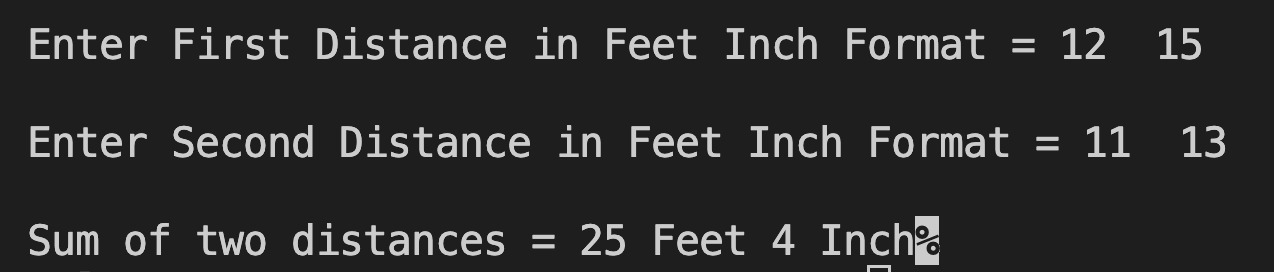 Enter First Distance in Feet Inch Format = 12  15
Enter Second Distance in Feet Inch Format = 11  13
Sum of two distances = 25 Feet 4 Inch%